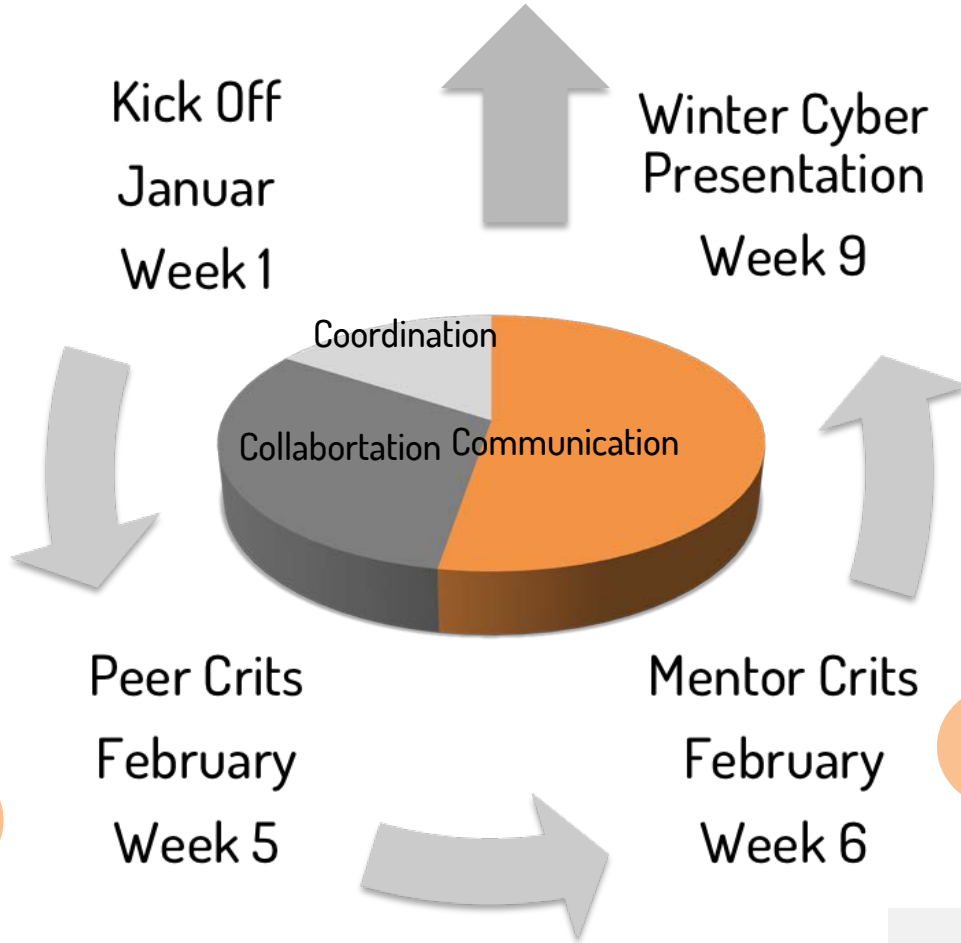 Kick Off
Januar
Week 1
Winter Cyber
Presentation
Week 9
Coordination
Collabortation
Communication
Peer Crits
February
Week 5
Mentor Crits
February
Week 6